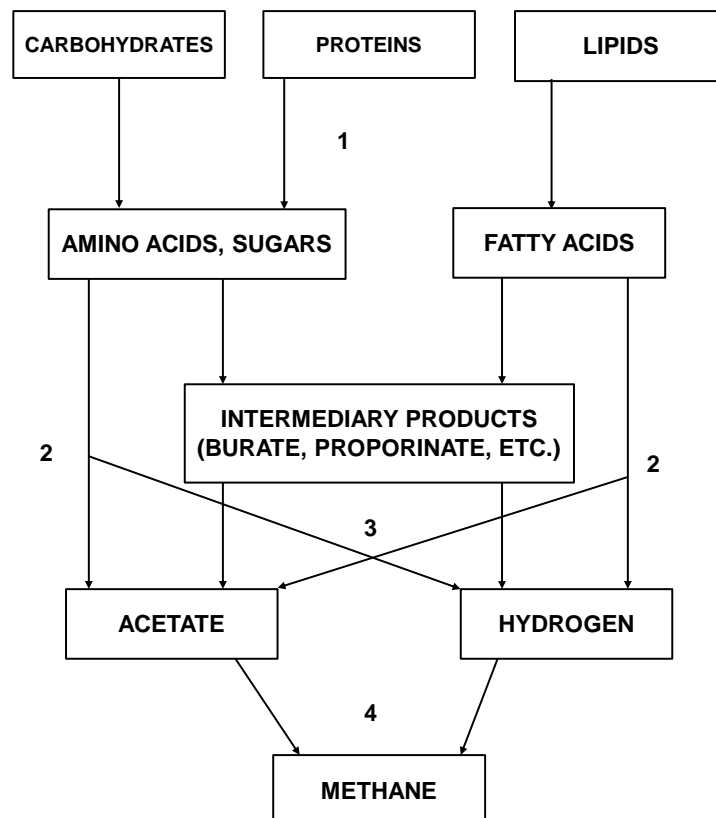 CARBOHYDRATES
PROTEINS
LIPIDS
1
AMINO ACIDS, SUGARS
FATTY ACIDS
INTERMEDIARY PRODUCTS
(BURATE, PROPORINATE, ETC.)
2
2
3
ACETATE
HYDROGEN
4
METHANE